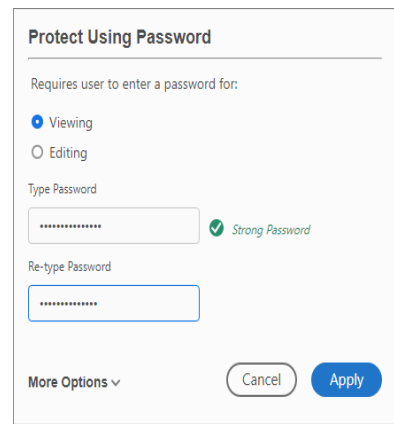 Protect Using Password
Requires user to enter a password for:
Viewing
Editing
Type Password
•••••••••••••••
Strong Password
Re-type Password
••••••••••••••
More Options
Cancel
Apply